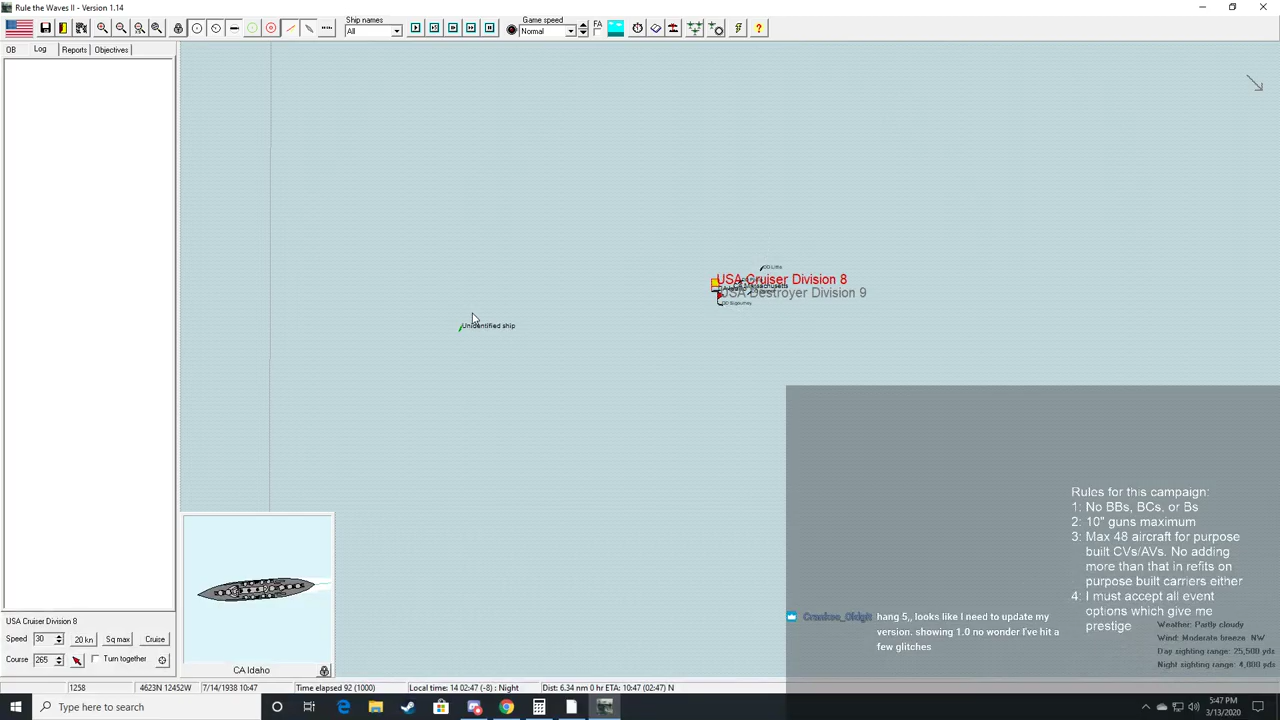 Rule the Waves II - Version 1.14
Ship names
All
FA
Game speed
Normal
OB
Log
Reports
Objectives
DD Litis
USA Cruiser Division 8
USA Destroyer Division 9
DD Sigourney
Unidentified ship
Rules for this campaign:
1: No BBs, BCs, or Bs
2: 10" guns maximum
3: Max 48 aircraft for purpose
built CVs/AVs. No adding
more than that in refits on
purpose built carriers either
4: I must accept all event
options which give me
prestige
hang 5,, looks like I need to update my
version. showing 1.0 no wonder I've hit a
few glitches
Weather: Partly cloudy
Wind: Moderate breeze NW
Day sighting range: 25,500 yds
Night sighting range: 4,000 yds
USA Cruiser Division 8
Speed
30
20 kn
Sq max
Cruise
Course
265
Turn together
CA Idaho
1258
4623N 12452W
7/14/1938 10:47
Time elapsed 92 (1000)
Local time: 14 02:47 (-8) : Night
Dist: 6.34 nm 0 hr ETA: 10:47 (02:47) N
Type here to search
5:47 PM
3/13/2020